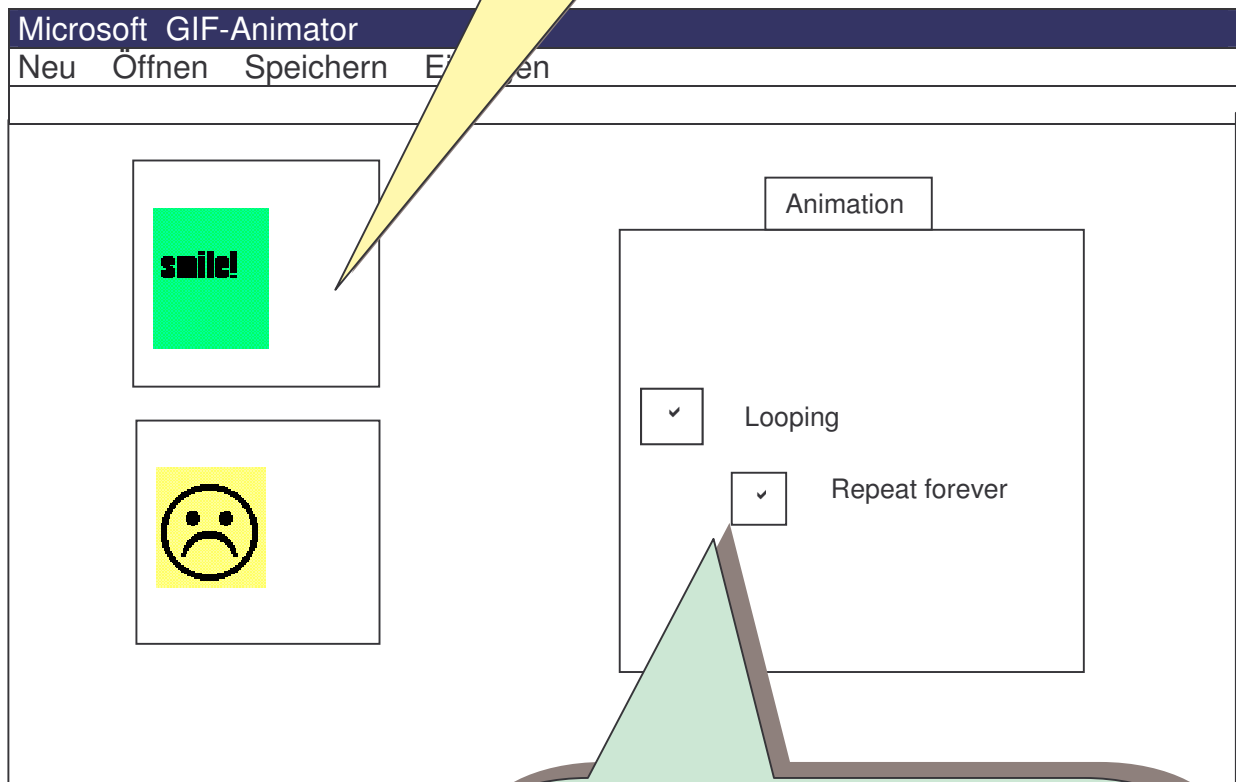 Microsoft GIF-Animator
Neu Öffnen Speichern
Animation
smile!
Looping
Repeat forever